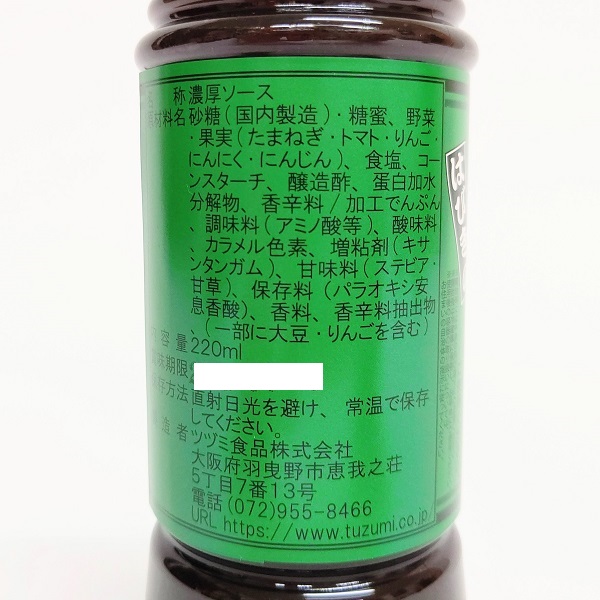 称 濃厚ソース
材料名 砂糖(国内製造)・糖蜜、野菜
・果実(たまねぎ・トマト・りんご・
にんにく・にんじん)、食塩、コー
ンスターチ、醸造酢、蛋白加水
分解物、香辛料/加工でんぷん
、調味料(アミノ酸等)、酸味料
、カラメル色素、増粘剤(キサ
ンタンガム)、甘味料(ステビア・
甘草)、保存料(パラオキシ安
息香酸)、香料、香辛料抽出物
、(一部に大豆・りんごを含む)
容量 220ml
味期限
存方法 直射日光を避け、常温で保存
してください。
造者 ツヅミ食品株式会社
大阪府羽曳野市恵我之荘
5丁目7番13号
電話(072)955-8466
URL https://www.tuzumi.co.jp